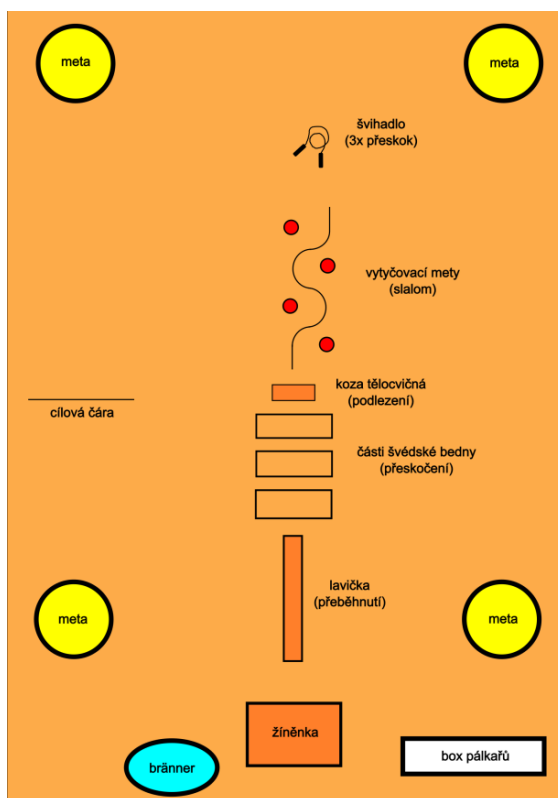 meta
meta
švihadlo
(3x přeskok)
vytyčovací mety
(slalom)
koza tělocvičná
(podlezení)
cílová čára
části švédské bedny
(přeskočení)
lavička
(přeběhnutí)
meta
meta
žíněnka
bränner
box pálkařů